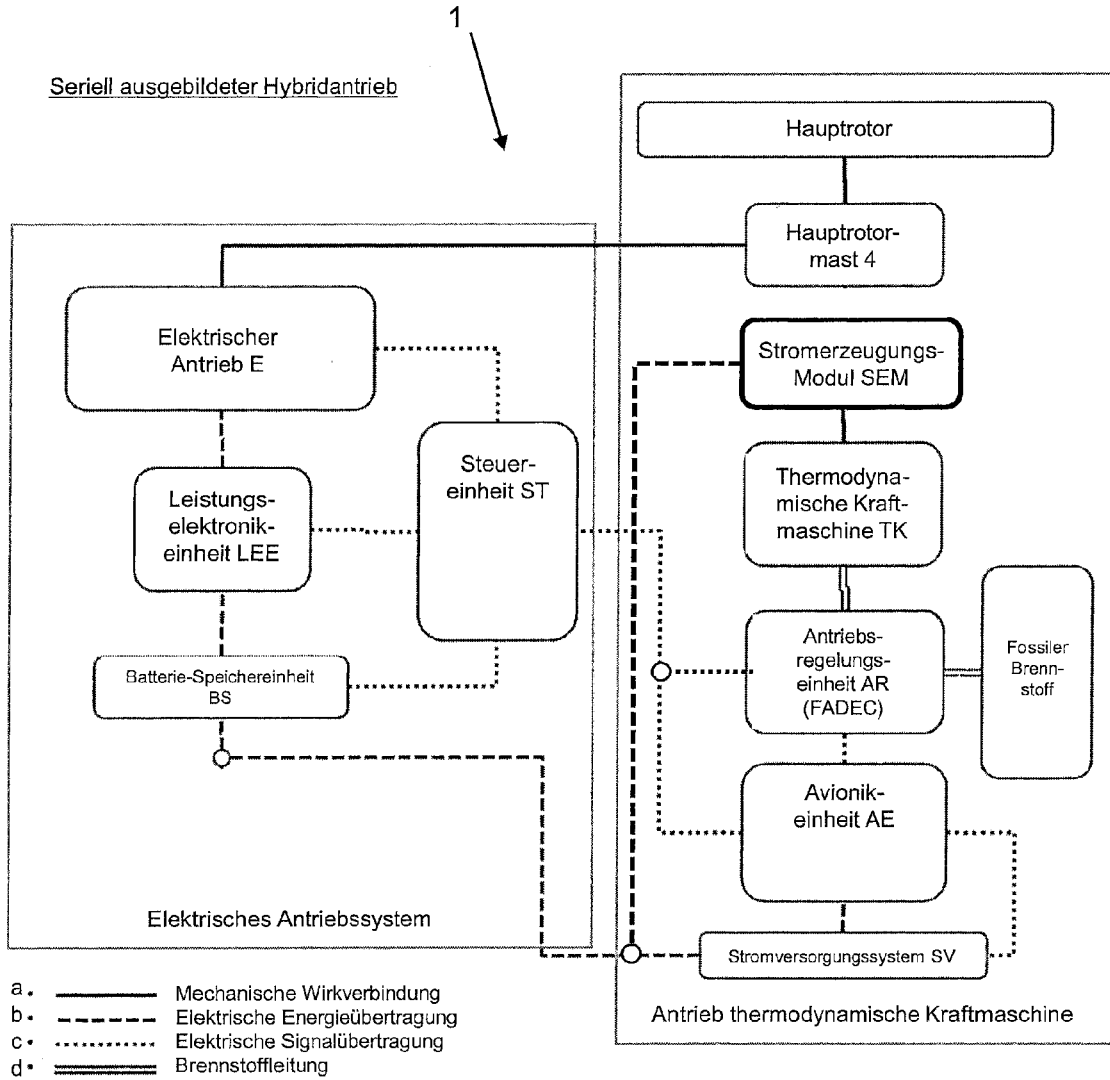 1
Seriell ausgebildeter Hybridantrieb
Hauptrotor
Hauptrotor-
mast 4
Elektrischer
Antrieb E
Stromerzeugungs-
Modul SEM
Steuer-
einheit ST
Leistungs-
elektronik-
einheit LEE
Thermodyna-
mische Kraft-
maschine TK
Batterie-Speichereinheit
BS
Antriebs-
regelungs-
einheit AR
(FADEC)
Fossiler
Brenn-
stoff
Avionik-
einheit AE
Elektrisches Antriebssystem
Stromversorgungssystem SV
Antrieb thermodynamische Kraftmaschine
a. Mechanische Wirkverbindung
b. Elektrische Energieübertragung
c. Elektrische Signalübertragung
d. Brennstoffleitung